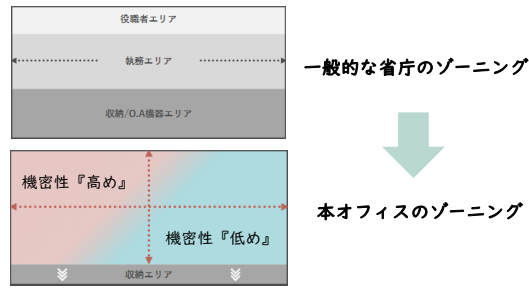 役職者エリア
執務エリア
収納/O.A機器エリア
一般的な省庁のゾーニング
機密性『高め』
機密性『低め』
収納エリア
本オフィスのゾーニング